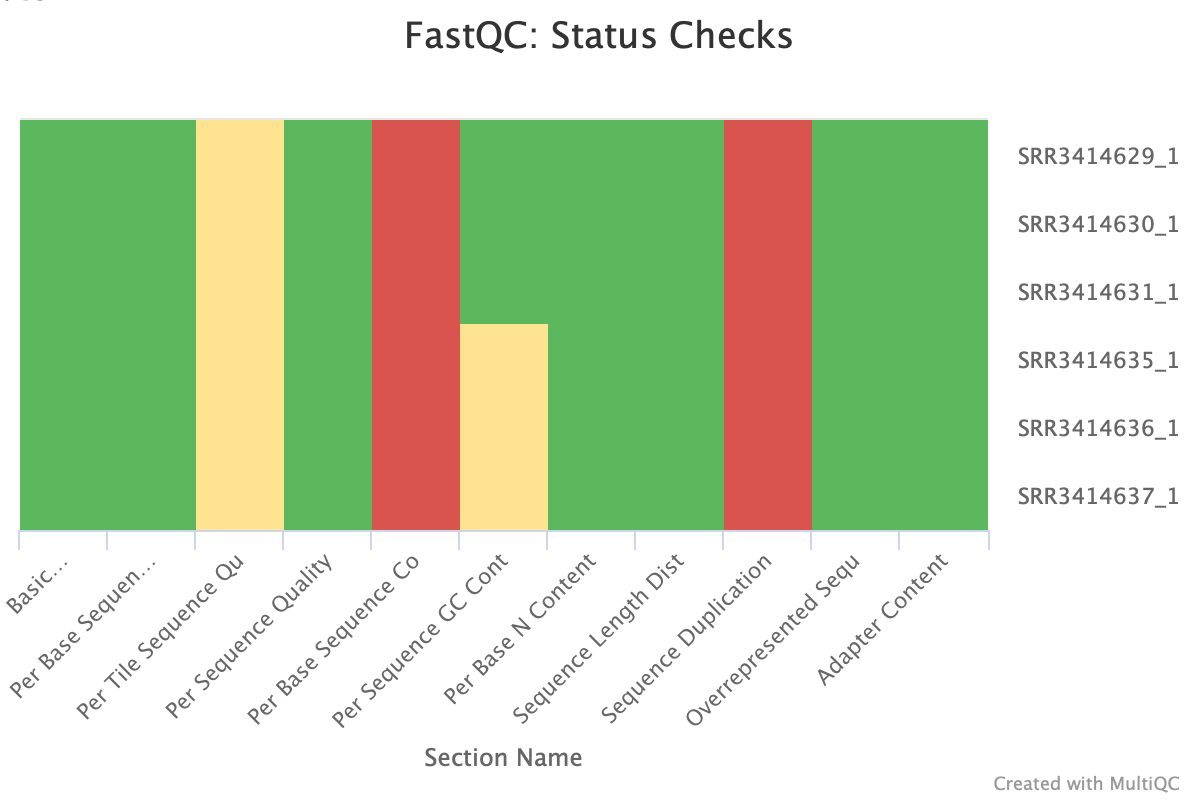 FastQC: Status Checks
SRR3414629_1
SRR3414630_1
SRR3414631_1
SRR3414635_1
SRR3414636_1
SRR3414637_1
Basic...
Per Base Sequen...
Per Tile Sequence Qu
Per Sequence Quality
Per Base Sequence Co
Per Sequence GC Cont
Per Base N Content
Sequence Length Dist
Sequence Duplication
Overrepresented Sequ
Adapter Content
Section Name
Created with MultiQC